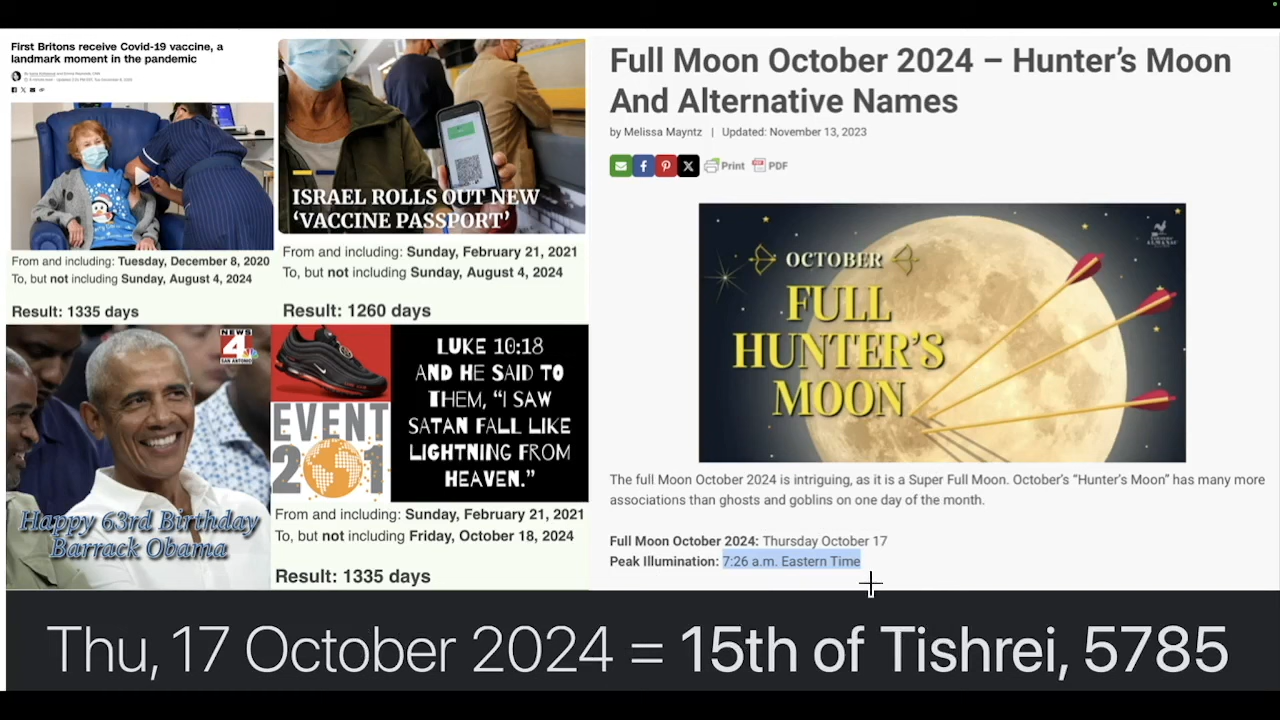 First Britons receive Covid-19 vaccine, a
landmark moment in the pandemic
From and including: Tuesday, December 8, 2020
To, but not including Sunday, August 4, 2024
Result: 1335 days
ISRAEL ROLLS OUT NEW
‘VACCINE PASSPORT’
From and including: Sunday, February 21, 2021
To, but not including Sunday, August 4, 2024
Result: 1260 days
NEWS
4
SAN ANTONIO
Happy 63rd Birthday
Barrack Obama
EVENT
201
LUKE 10:18
AND HE SAID TO
THEM, “I SAW
SATAN FALL LIKE
LIGHTNING FROM
HEAVEN.”
From and including: Sunday, February 21, 2021
To, but not including Friday, October 18, 2024
Result: 1335 days
Full Moon October 2024 – Hunter’s Moon
And Alternative Names
by Melissa Mayntz | Updated: November 13, 2023
Print PDF
OCTOBER
FULL
HUNTER’S
MOON
The full Moon October 2024 is intriguing, as it is a Super Full Moon. October’s “Hunter’s Moon” has many more
associations than ghosts and goblins on one day of the month.
Full Moon October 2024: Thursday October 17
Peak Illumination: 7:26 a.m. Eastern Time
Thu, 17 October 2024 = 15th of Tishrei, 5785